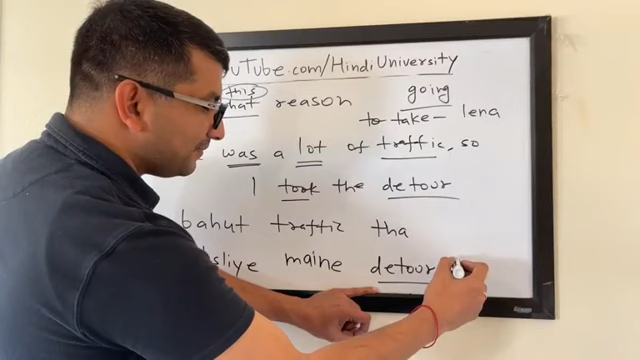 YouTube.com/HindiUniversity
this going
that reason
to take - lena
was a lot of traffic, so
I took the detour
bahut traffic tha
isliye maine detour